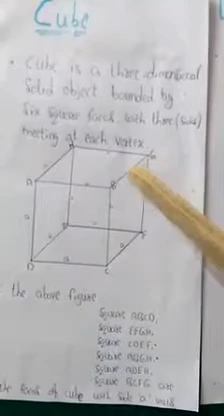 Cube
• Cube is a three dimensional
Solid object bounded by
Six square faces, with three (sides)
meeting at each vertex.
G
A
B
D
C
the above figure
Square ABCD,
Square EFGH,
Square CDEF,
Square ABGH,
Square ADEH,
Square BCFG are
the faces of cube with side 'a' units